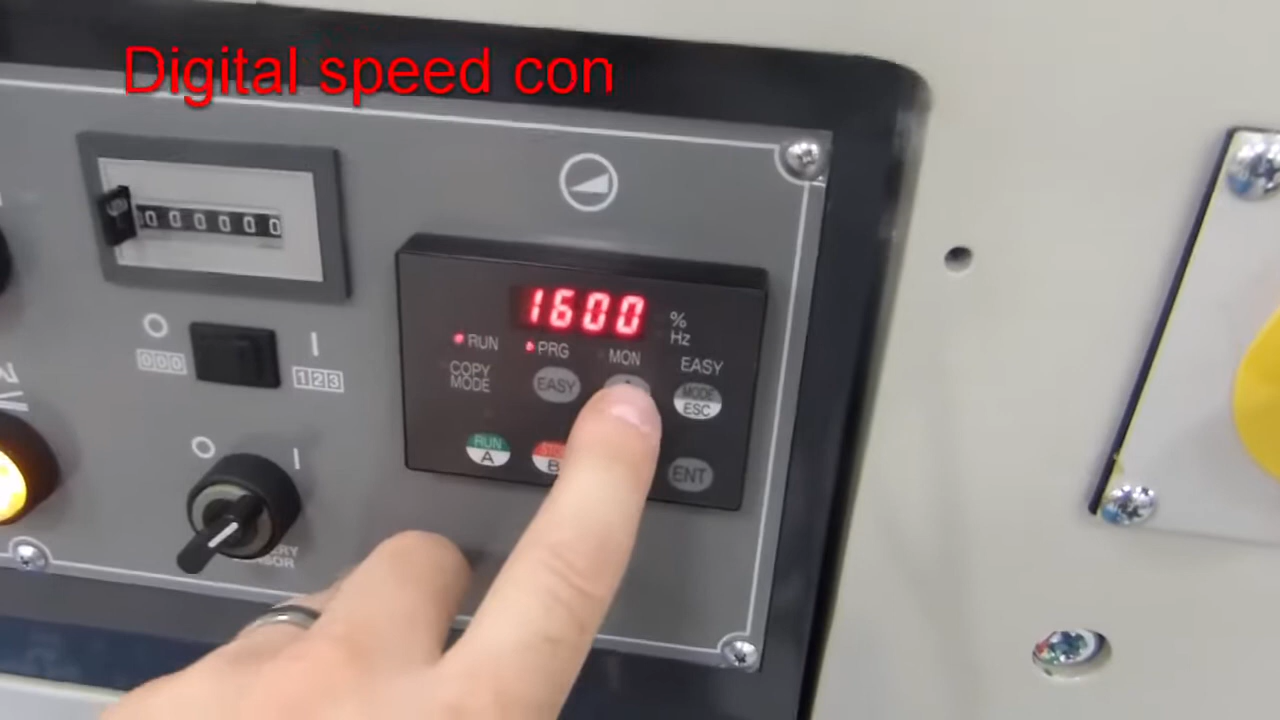 Digital speed con
000000
1600
%
Hz
RUN
PRG
MON
EASY
COPY
MODE
EASY
MODE
ESC
RUN
A
B
ENT
000
123